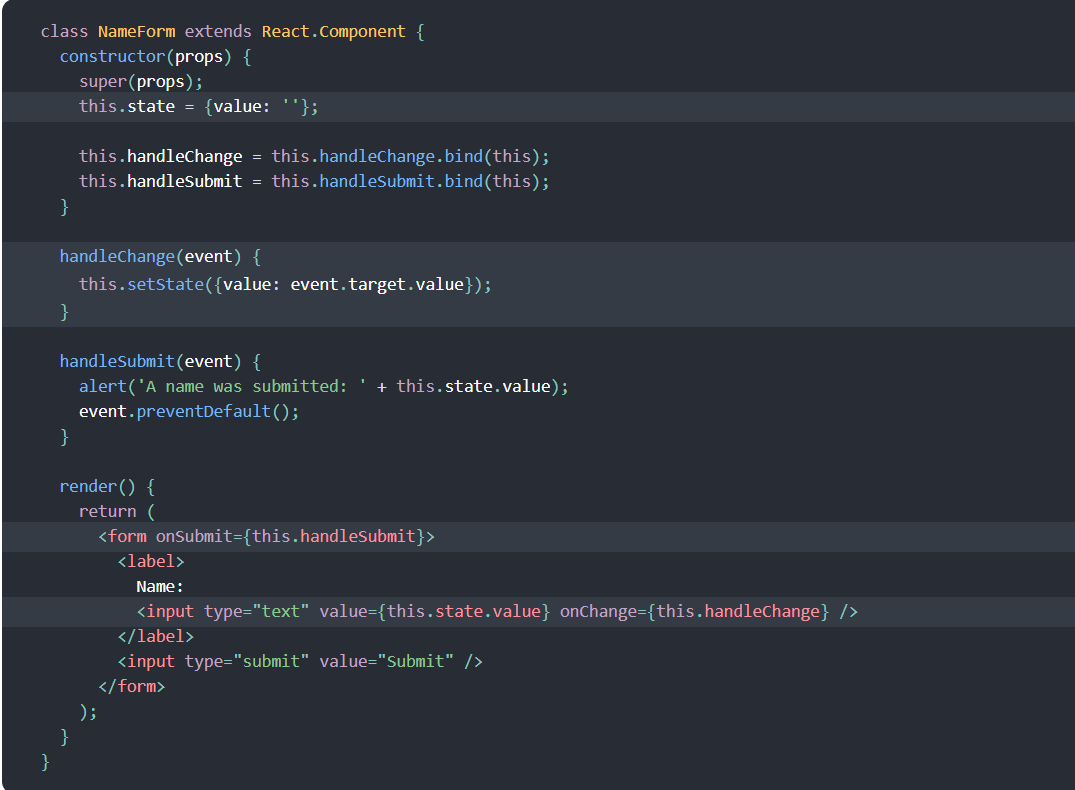 class NameForm extends React.Component {
  constructor(props) {
    super(props);
    this.state = {value: ''};

    this.handleChange = this.handleChange.bind(this);
    this.handleSubmit = this.handleSubmit.bind(this);
  }

  handleChange(event) {
    this.setState({value: event.target.value});
  }

  handleSubmit(event) {
    alert('A name was submitted: ' + this.state.value);
    event.preventDefault();
  }

  render() {
    return (
      <form onSubmit={this.handleSubmit}>
        <label>
          Name:
          <input type="text" value={this.state.value} onChange={this.handleChange} />
        </label>
        <input type="submit" value="Submit" />
      </form>
    );
  }
}